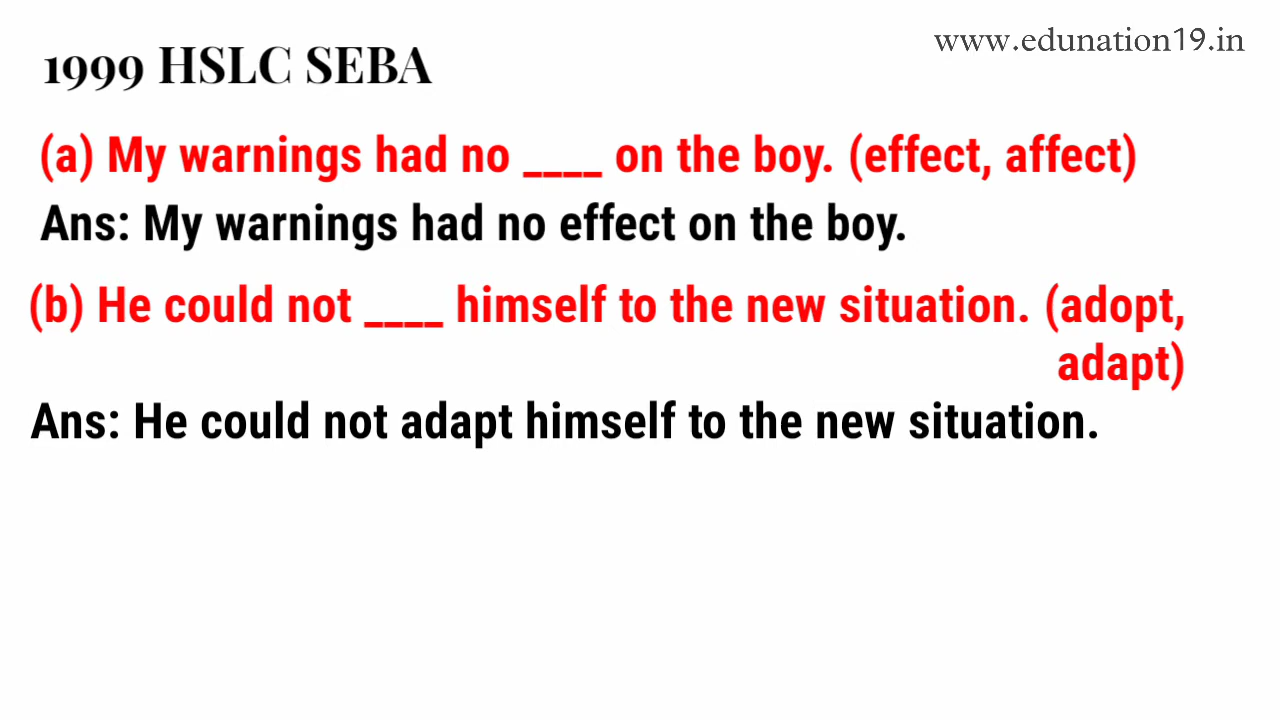 www.edunation19.in
1999 HSLC SEBA
(a) My warnings had no ____ on the boy. (effect, affect)
Ans: My warnings had no effect on the boy.
(b) He could not ____ himself to the new situation. (adopt,
adapt)
Ans: He could not adapt himself to the new situation.